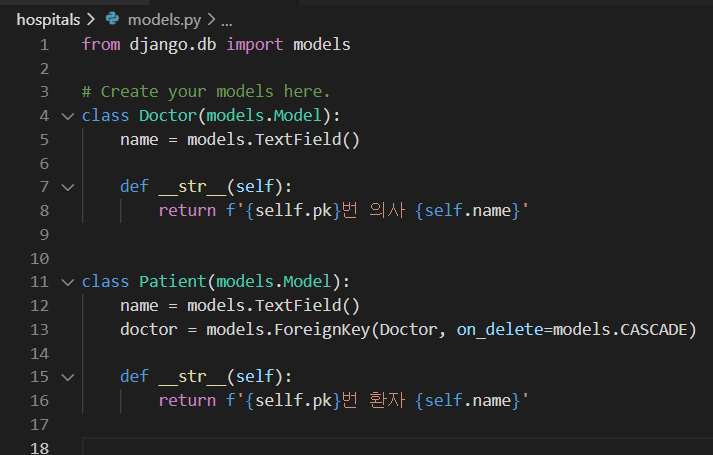 hospitals > models.py > ...
1 from django.db import models
2
3 # Create your models here.
4 class Doctor(models.Model):
5     name = models.TextField()
6
7     def __str__(self):
8         return f'{sellf.pk}번 의사 {self.name}'
9
10
11 class Patient(models.Model):
12     name = models.TextField()
13     doctor = models.ForeignKey(Doctor, on_delete=models.CASCADE)
14
15     def __str__(self):
16         return f'{sellf.pk}번 환자 {self.name}'
17
18